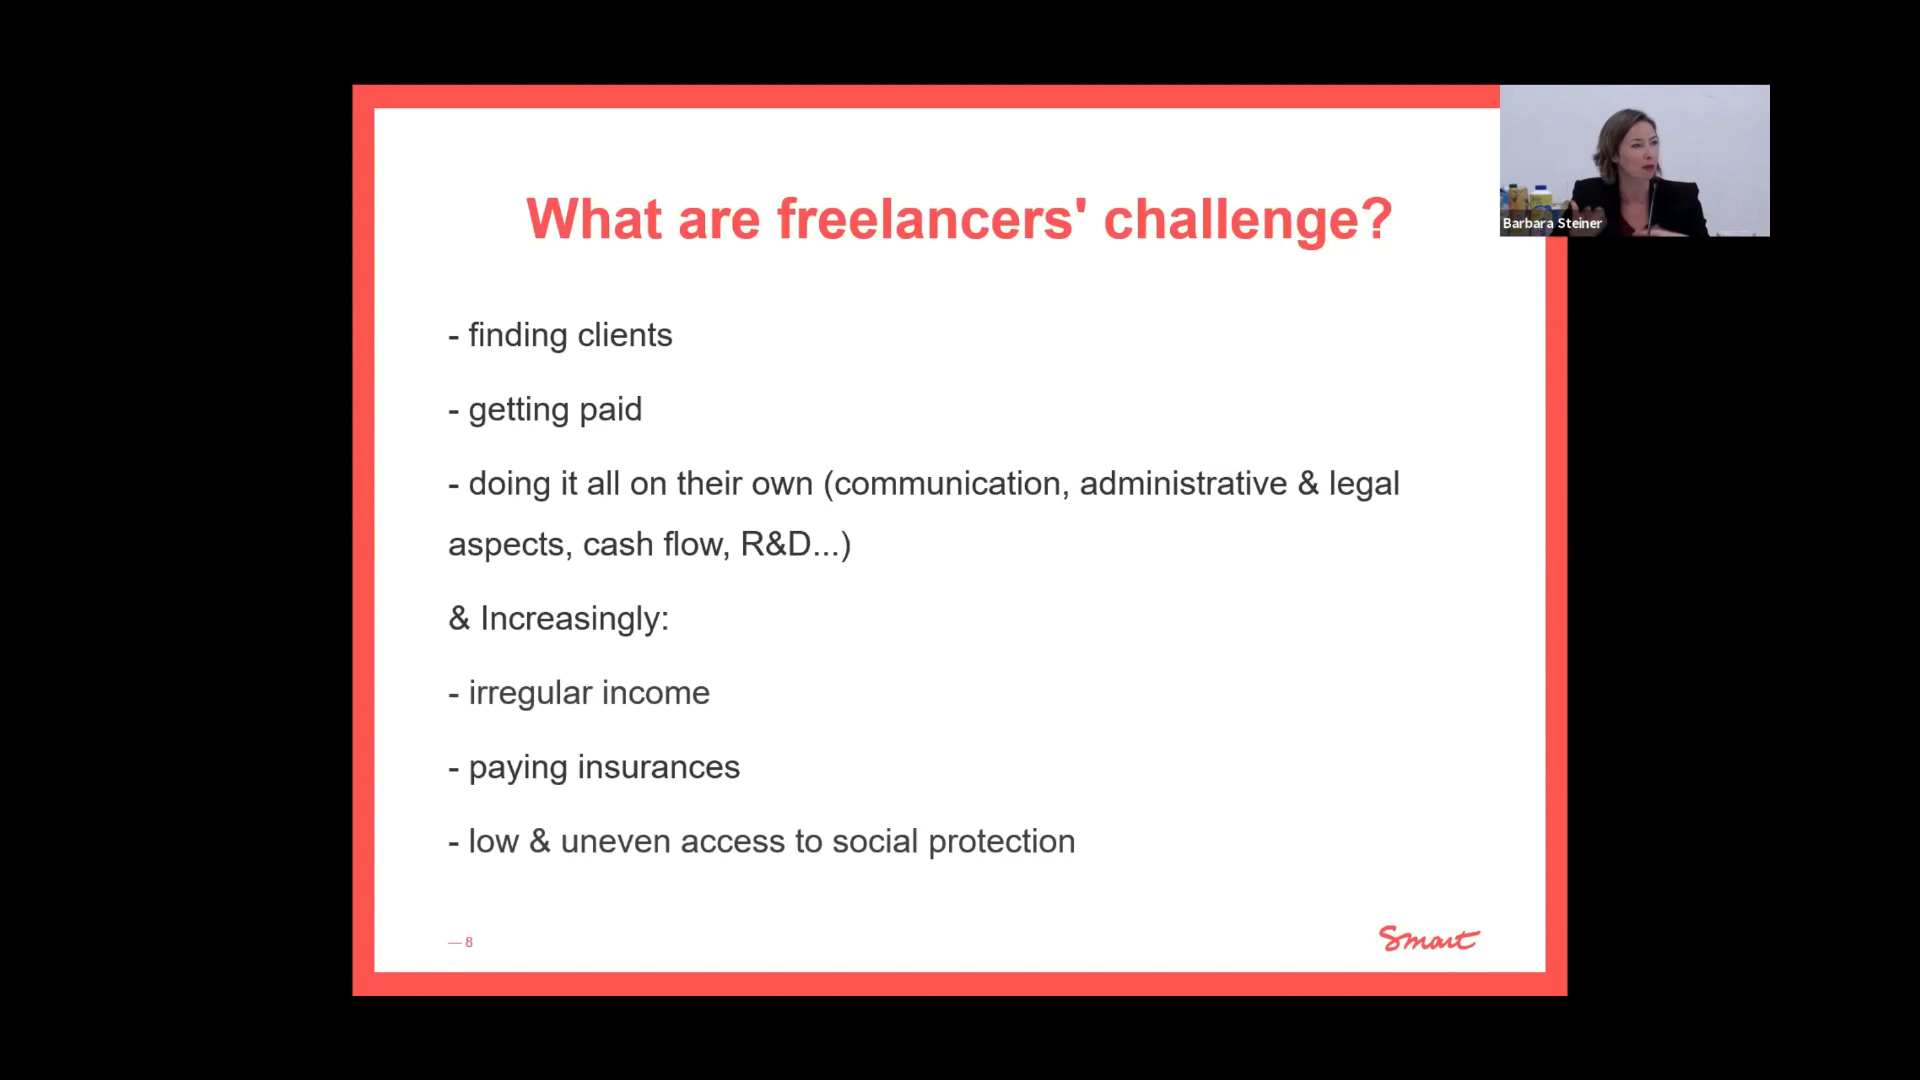 What are freelancers' challenge?
Barbara Steiner
- finding clients
- getting paid
- doing it all on their own (communication, administrative & legal
aspects, cash flow, R&D...)
& Increasingly:
- irregular income
- paying insurances
- low & uneven access to social protection
— 8
Smart